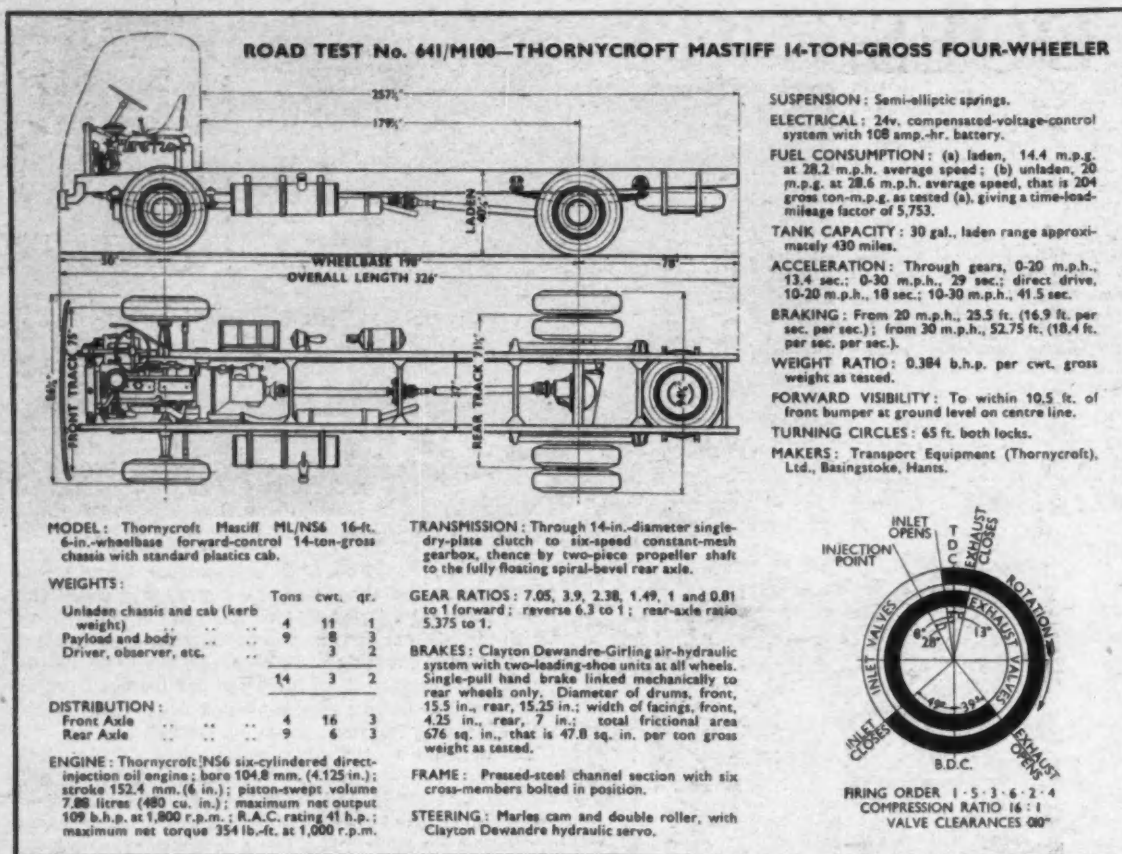 ROAD TEST No. 641/M100—THORNYCROFT MASTIFF 14-TON-GROSS FOUR-WHEELER
257½"
179½"
LADEN
50"
WHEELBASE 198"
78"
OVERALL LENGTH 326"
FRONT TRACK 75"
37"
REAR TRACK 71½"
SUSPENSION : Semi-elliptic springs.
ELECTRICAL : 24v. compensated-voltage-control
system with 108 amp.-hr. battery.
FUEL CONSUMPTION : (a) laden, 14.4 m.p.g.
at 28.2 m.p.h. average speed ; (b) unladen, 20
m.p.g. at 28.6 m.p.h. average speed, that is 204
gross ton-m.p.g. as tested (a), giving a time-load-
mileage factor of 5,753.
TANK CAPACITY : 30 gal., laden range approxi-
mately 430 miles.
ACCELERATION : Through gears, 0-20 m.p.h.,
13.4 sec.; 0-30 m.p.h., 29 sec.; direct drive,
10-20 m.p.h., 18 sec.; 10-30 m.p.h., 41.5 sec.
BRAKING : From 20 m.p.h., 25.5 ft. (16.9 ft. per
sec. per sec.) ; from 30 m.p.h., 52.75 ft. (18.4 ft.
per sec. per sec.).
WEIGHT RATIO : 0.384 b.h.p. per cwt. gross
weight as tested.
FORWARD VISIBILITY : To within 10.5 ft. of
front bumper at ground level on centre line.
TURNING CIRCLES : 65 ft. both locks.
MAKERS : Transport Equipment (Thornycroft),
Ltd., Basingstoke, Hants.
MODEL : Thornycroft Mastiff ML/NS6 16-ft.
6-in.-wheelbase forward-control 14-ton-gross
chassis with standard plastics cab.
WEIGHTS :
Tons cwt. qr.
Unladen chassis and cab (kerb
weight) .. .. .. 4 11 1
Payload and body .. .. 9 8 3
Driver, observer, etc. .. 3 2
14 3 2
DISTRIBUTION :
Front Axle .. .. .. 4 16 3
Rear Axle .. .. .. 9 6 3
ENGINE : Thornycroft NS6 six-cylindered direct-
injection oil engine ; bore 104.8 mm. (4.125 in.) ;
stroke 152.4 mm. (6 in.) ; piston-swept volume
7.88 litres (480 cu. in.) ; maximum net output
109 b.h.p. at 1,800 r.p.m. ; R.A.C. rating 41 h.p. ;
maximum net torque 354 lb.-ft. at 1,000 r.p.m.
TRANSMISSION : Through 14-in.-diameter single-
dry-plate clutch to six-speed constant-mesh
gearbox, thence by two-piece propeller shaft
to the fully floating spiral-bevel rear axle.
GEAR RATIOS : 7.05, 3.9, 2.38, 1.49, 1 and 0.81
to 1 forward ; reverse 6.3 to 1 ; rear-axle ratio
5.375 to 1.
BRAKES : Clayton Dewandre-Girling air-hydraulic
system with two-leading-shoe units at all wheels.
Single-pull hand brake linked mechanically to
rear wheels only. Diameter of drums, front,
15.5 in., rear, 15.25 in.; width of facings, front,
4.25 in., rear, 7 in.; total frictional area
676 sq. in., that is 47.8 sq. in. per ton gross
weight as tested.
FRAME : Pressed-steel channel section with six
cross-members bolted in position.
STEERING : Marles cam and double roller, with
Clayton Dewandre hydraulic servo.
INLET OPENS
T.D.C.
EXHAUST CLOSES
INJECTION POINT
ROTATION
INLET VALVES
EXHAUST VALVES
8°
28°
13°
49°
39°
INLET CLOSES
EXHAUST OPENS
B.D.C.
FIRING ORDER 1 · 5 · 3 · 6 · 2 · 4
COMPRESSION RATIO 16 : 1
VALVE CLEARANCES